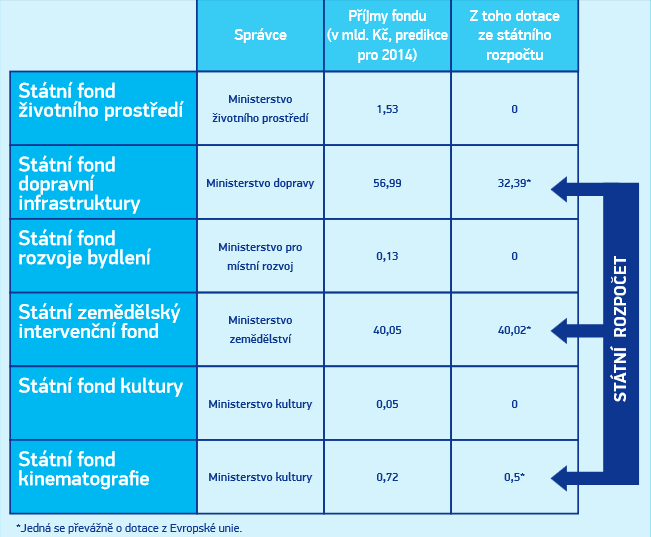 Správce
Příjmy fondu
(v mld. Kč, predikce
pro 2014)
Z toho dotace
ze státního
rozpočtu
Státní fond
životního prostředí
Ministerstvo
životního prostředí
1,53
0
Státní fond
dopravní
infrastruktury
Ministerstvo dopravy
56,99
32,39*
Státní fond
rozvoje bydlení
Ministerstvo pro
místní rozvoj
0,13
0
Státní zemědělský
intervenční fond
Ministerstvo
zemědělství
40,05
40,02*
Státní fond kultury
Ministerstvo kultury
0,05
0
Státní fond
kinematografie
Ministerstvo kultury
0,72
0,5*
STÁTNÍ ROZPOČET
*Jedná se převážně o dotace z Evropské unie.